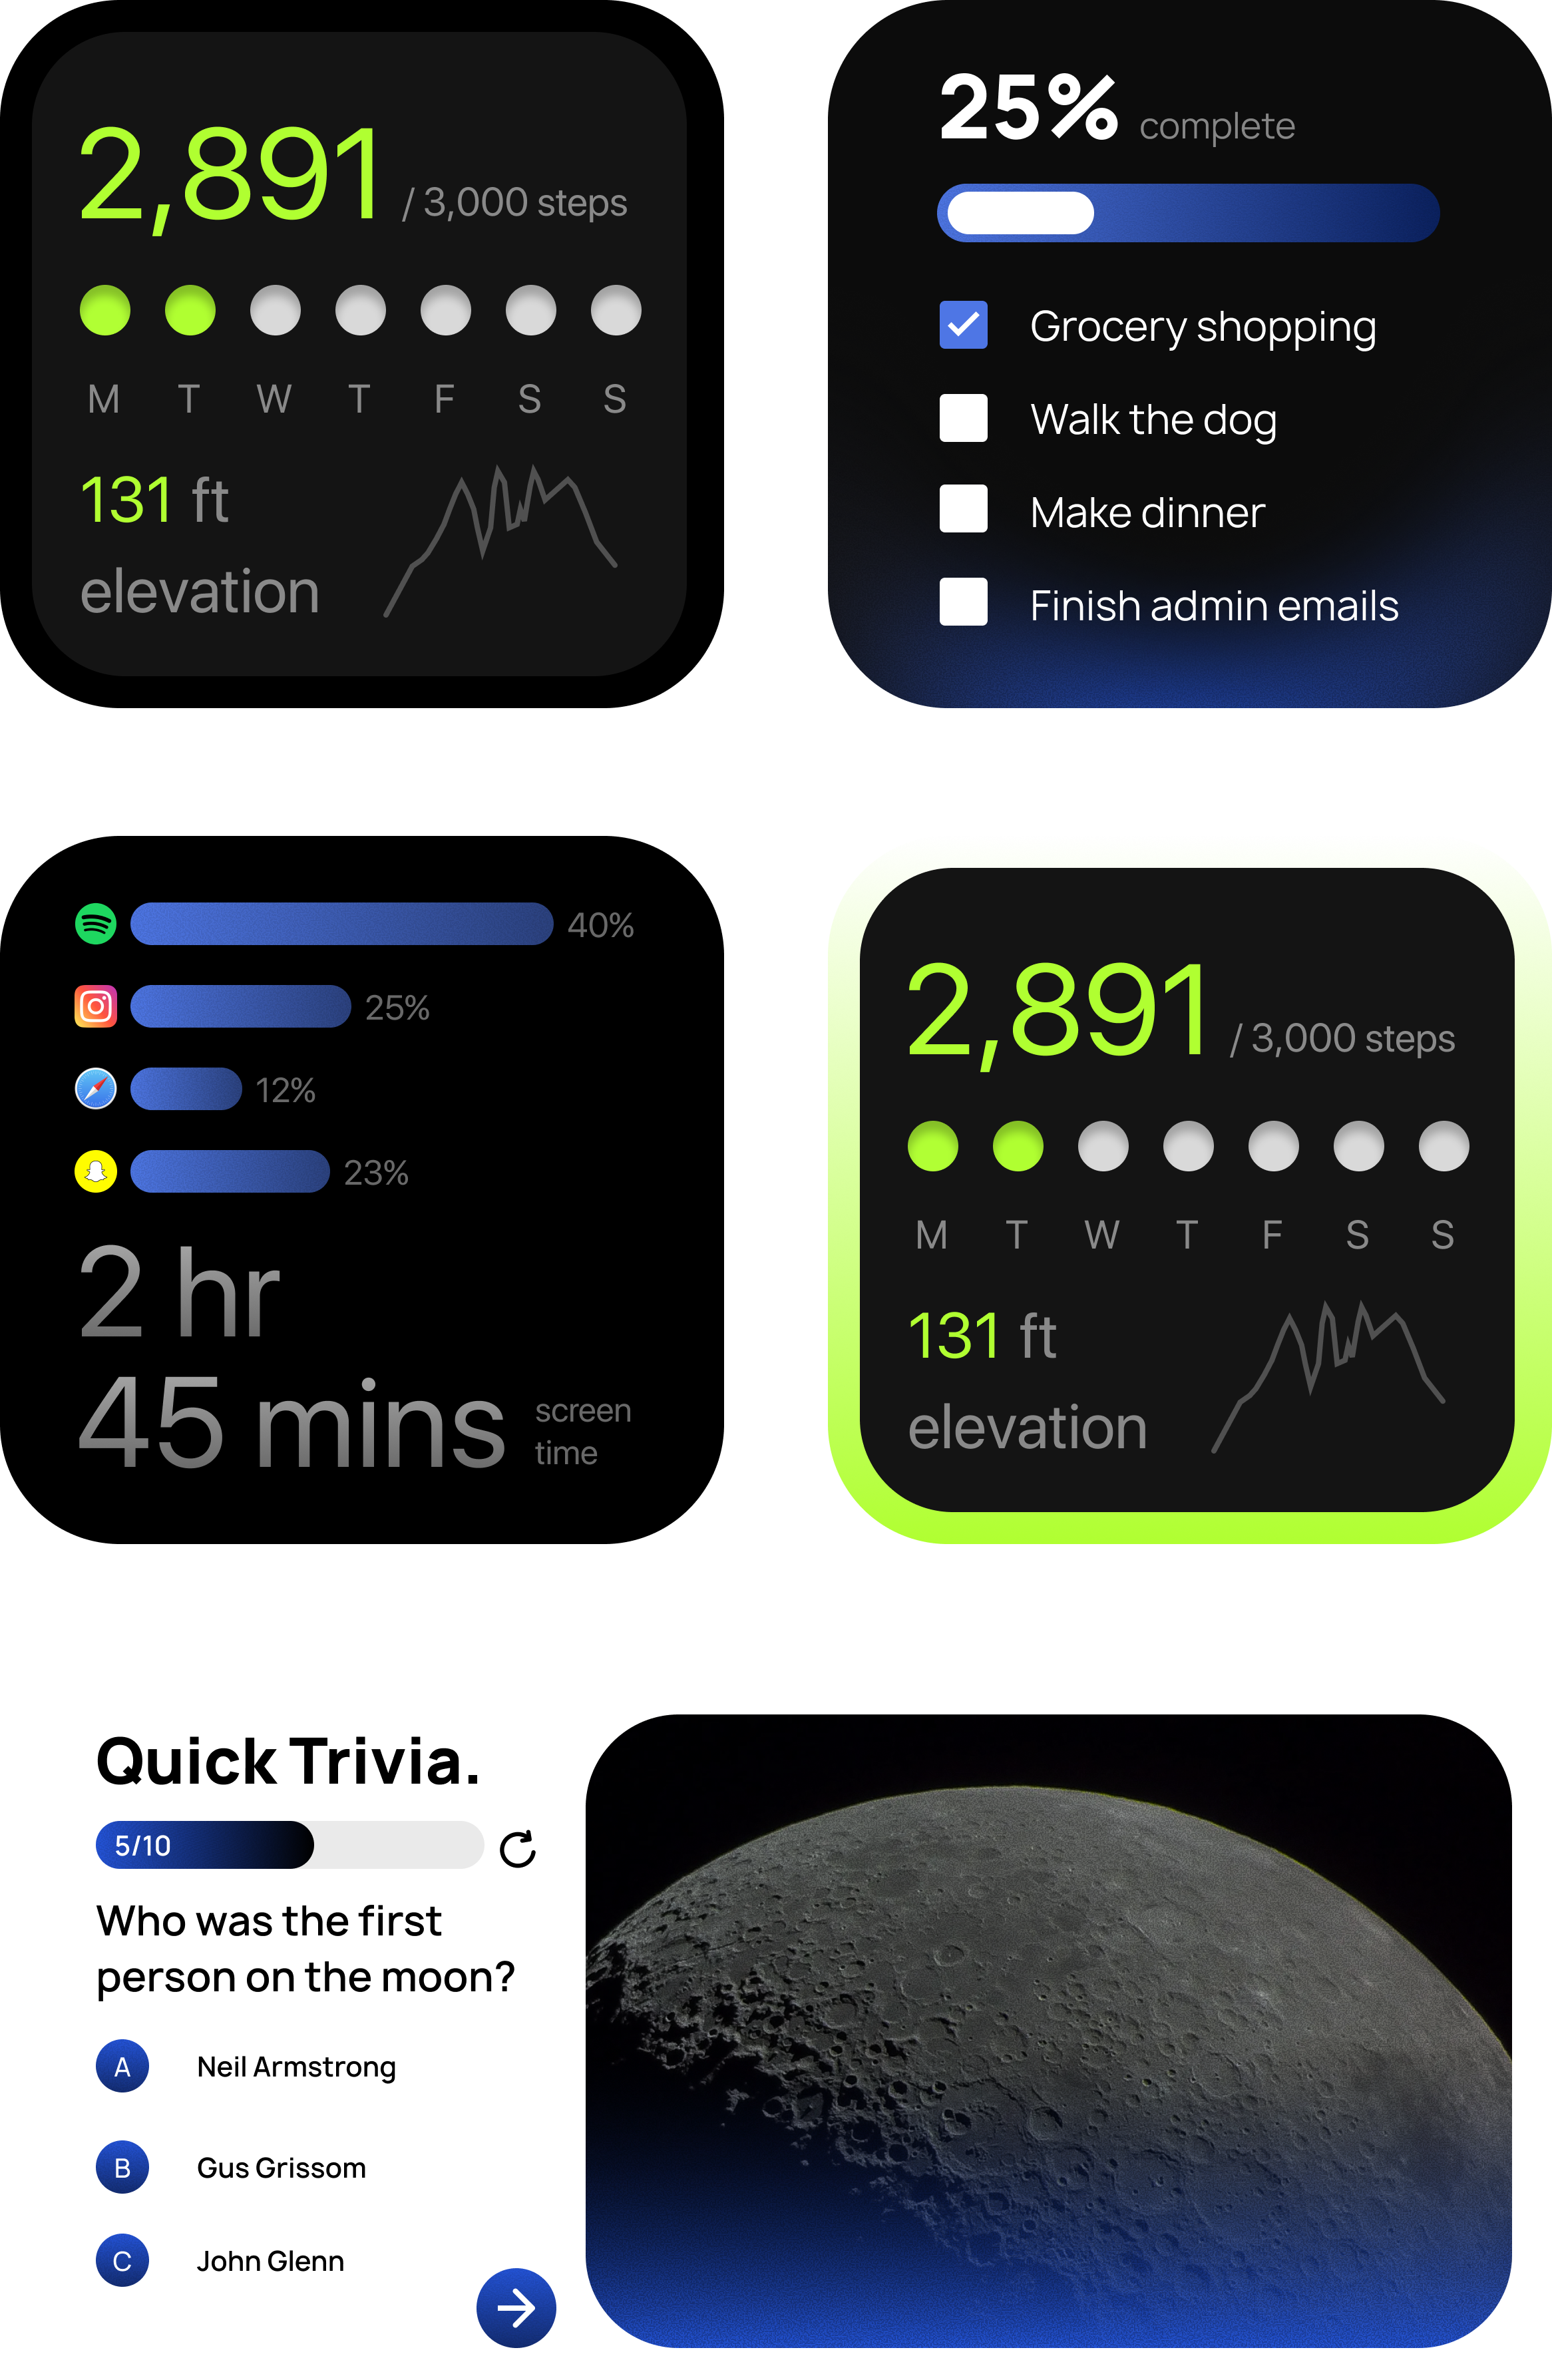 2,891 / 3,000 steps
M T W T F S S
131 ft
elevation
25% complete
Grocery shopping
Walk the dog
Make dinner
Finish admin emails
40%
25%
12%
23%
2 hr
45 mins screen
time
2,891 / 3,000 steps
M T W T F S S
131 ft
elevation
Quick Trivia.
5/10
Who was the first
person on the moon?
A Neil Armstrong
B Gus Grissom
C John Glenn